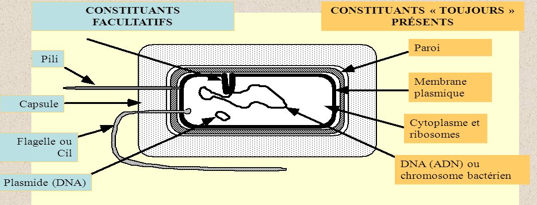 CONSTITUANTS
FACULTATIFS
CONSTITUANTS « TOUJOURS »
PRÉSENTS
Pili
Capsule
Flagelle ou
Cil
Plasmide (DNA)
Paroi
Membrane
plasmique
Cytoplasme et
ribosomes
DNA (ADN) ou
chromosome bactérien